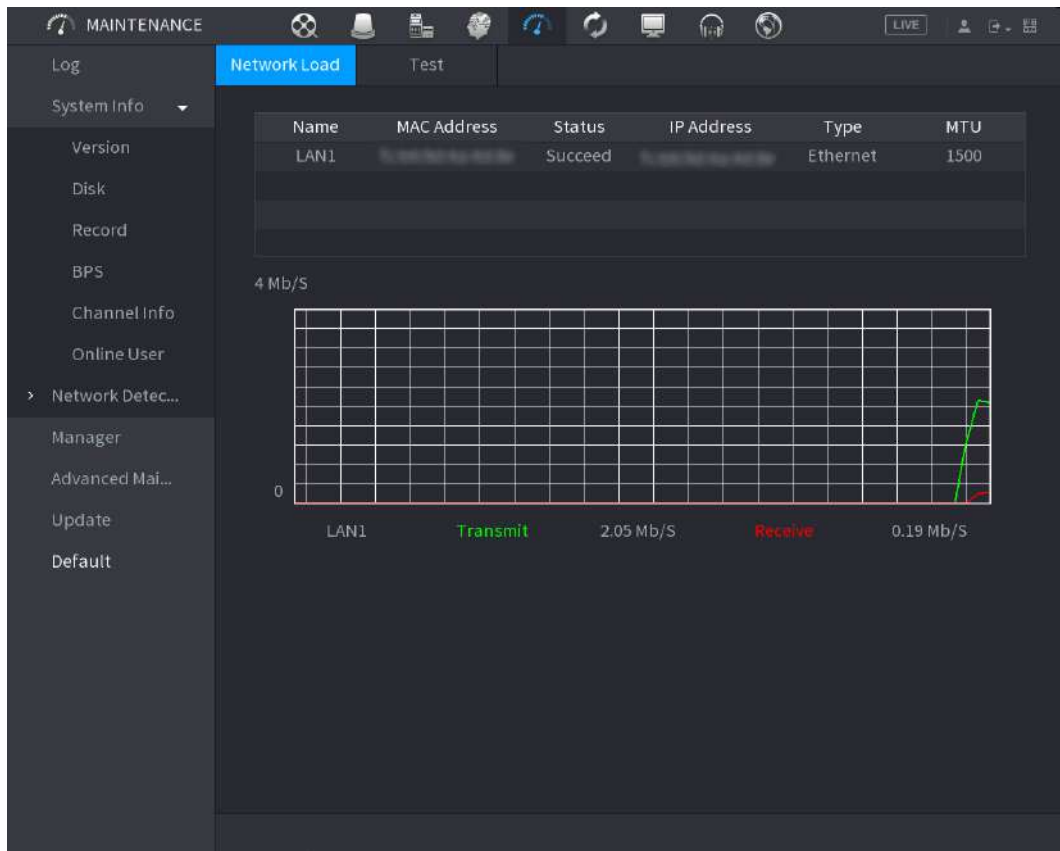 MAINTENANCE
LIVE
Log
System Info
Version
Disk
Record
BPS
Channel Info
Online User
Network Detec...
Manager
Advanced Mai...
Update
Default
Network Load Test
Name MAC Address Status IP Address Type MTU
LAN1 Succeed Ethernet 1500
4 Mb/S
0
LAN1 Transmit 2.05 Mb/S Receive 0.19 Mb/S